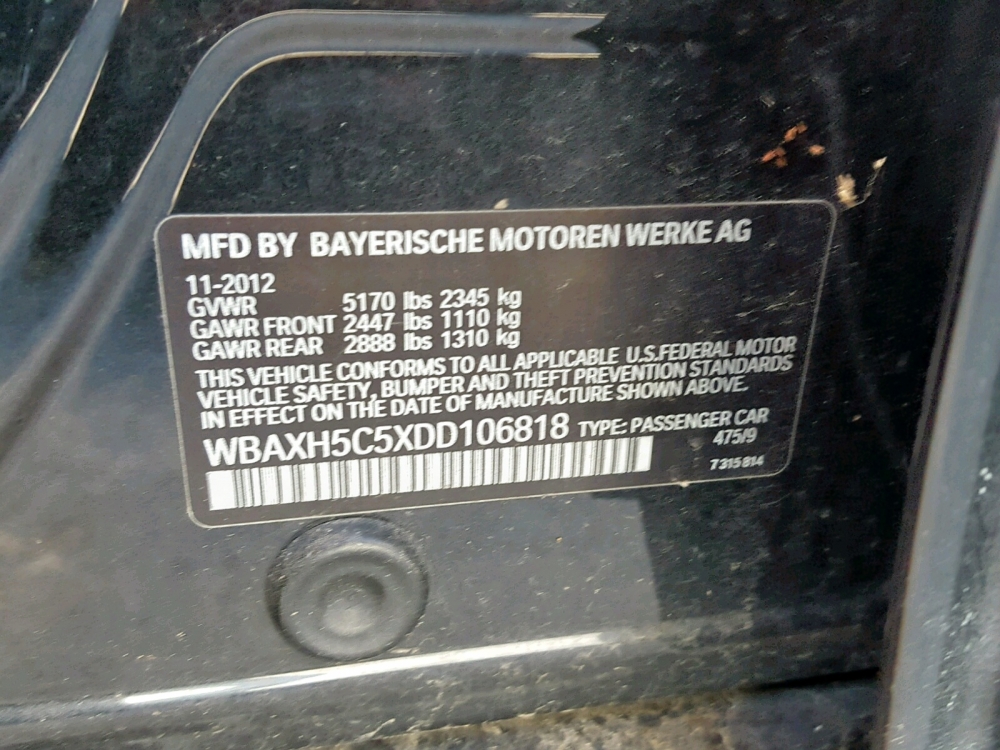 MFD BY BAYERISCHE MOTOREN WERKE AG
11-2012
GVWR 5170 lbs 2345 kg
GAWR FRONT 2447 lbs 1110 kg
GAWR REAR 2888 lbs 1310 kg
THIS VEHICLE CONFORMS TO ALL APPLICABLE U.S.FEDERAL MOTOR
VEHICLE SAFETY, BUMPER AND THEFT PREVENTION STANDARDS
IN EFFECT ON THE DATE OF MANUFACTURE SHOWN ABOVE.
WBAXH5C5XDD106818 TYPE: PASSENGER CAR
475/9
7315814